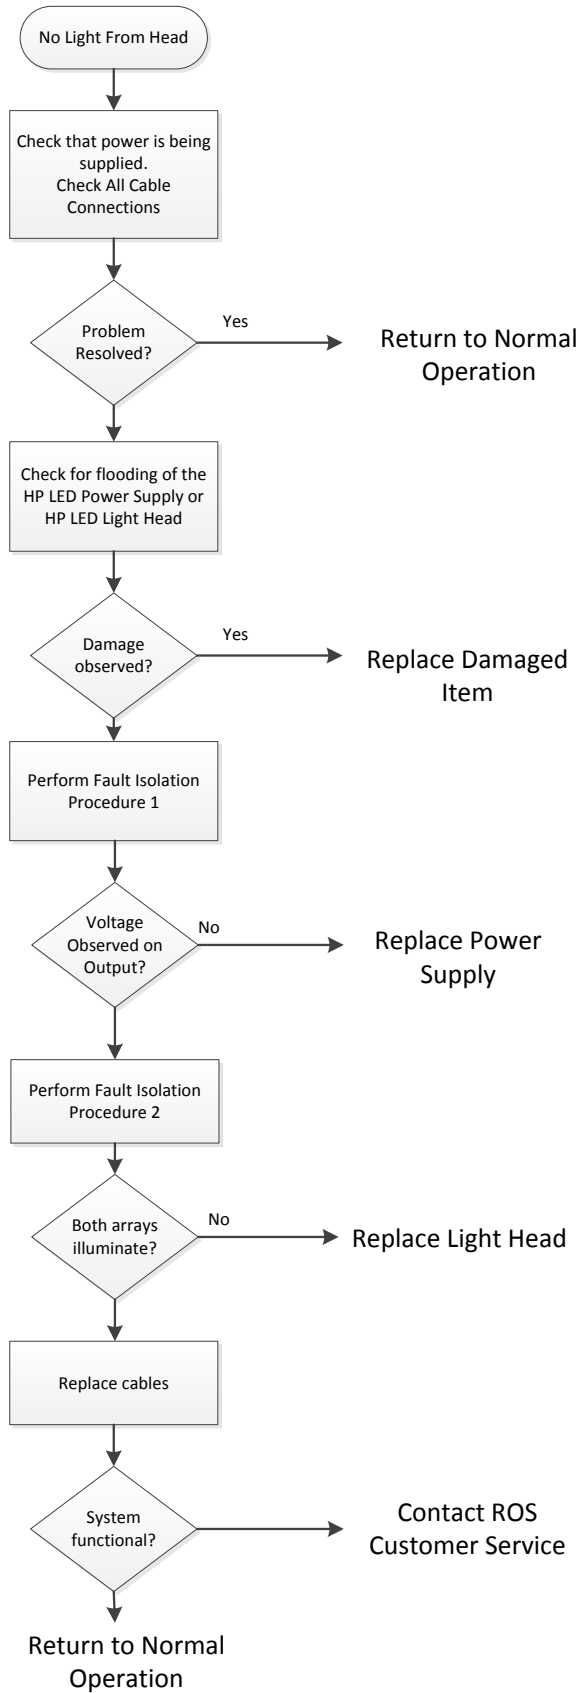 No Light From Head
Check that power is being
supplied.
Check All Cable
Connections
Problem
Resolved?
Yes
Return to Normal
Operation
Check for flooding of the
HP LED Power Supply or
HP LED Light Head
Damage
observed?
Yes
Replace Damaged
Item
Perform Fault Isolation
Procedure 1
Voltage
Observed on
Output?
No
Replace Power
Supply
Perform Fault Isolation
Procedure 2
Both arrays
illuminate?
No
Replace Light Head
Replace cables
System
functional?
Contact ROS
Customer Service
Return to Normal
Operation